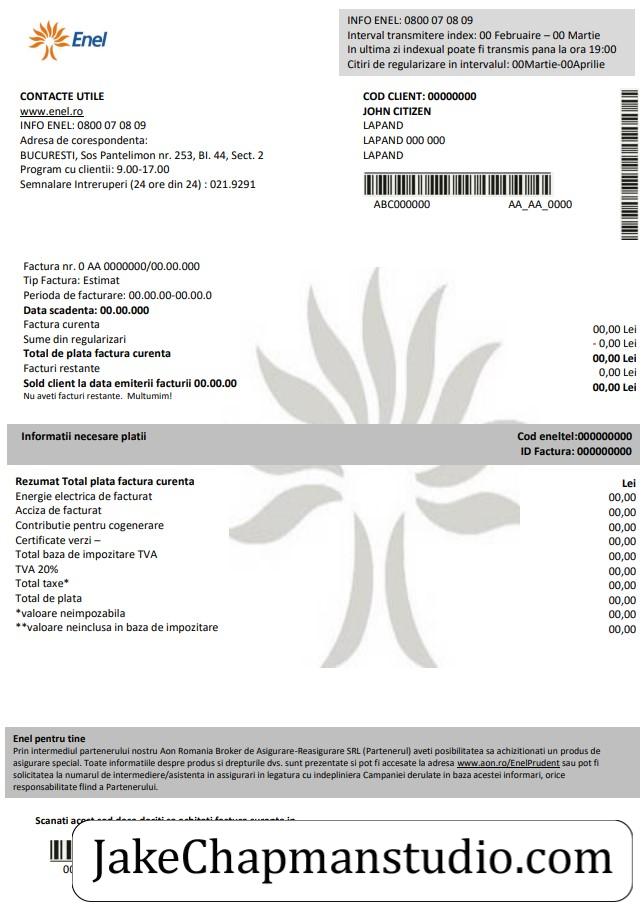 Enel
INFO ENEL: 0800 07 08 09
Interval transmitere index: 00 Februaire – 00 Martie
In ultima zi indexual poate fi transmis pana la ora 19:00
Citiri de regularizare in intervalul: 00Martie-00Aprilie
CONTACTE UTILE
www.enel.ro
INFO ENEL: 0800 07 08 09
Adresa de corespondenta:
BUCURESTI, Sos Pantelimon nr. 253, BI. 44, Sect. 2
Program cu clientii: 9.00-17.00
Semnalare Intreruperi (24 ore din 24) : 021.9291
COD CLIENT: 00000000
JOHN CITIZEN
LAPAND
LAPAND 000 000
LAPAND
ABC000000 AA_AA_0000
Factura nr. 0 AA 0000000/00.00.000
Tip Factura: Estimat
Perioda de facturare: 00.00.00-00.00.0
Data scadenta: 00.00.000
Factura curenta 00,00 Lei
Sume din regularizari - 0,00 Lei
Total de plata factura curenta 00,00 Lei
Facturi restante 0,00 Lei
Sold client la data emiterii facturii 00.00.00 00,00 Lei
Nu aveti facturi restante. Multumim!
Informatii necesare platii Cod eneltel:000000000
ID Factura: 000000000
Rezumat Total plata factura curenta Lei
Energie electrica de facturat 00,00
Acciza de facturat 00,00
Contributie pentru cogenerare 00,00
Certificate verzi – 00,00
Total baza de impozitare TVA 00,00
TVA 20% 00,00
Total taxe* 00,00
Total de plata 00,00
*valoare neimpozabila 00,00
**valoare neinclusa in baza de impozitare 00,00
Enel pentru tine
Prin intermediul partenerului nostru Aon Romania Broker de Asigurare-Reasigurare SRL (Partenerul) aveti posibilitatea sa achizitionati un produs de
asigurare special. Toate informatiile despre produs si drepturile dvs. sunt prezentate si pot fi accesate la adresa www.aon.ro/EnelPrudent sau pot fi
solicitatea la numarul de intermediere/asistenta in asigurari in legatura cu indepliniera Campaniei derulate in baza acestei informari, orice
responsabilitate fiind a Partenerului.
Scanati acest cod daca doriti sa achitati factura curenta in
JakeChapmanstudio.com